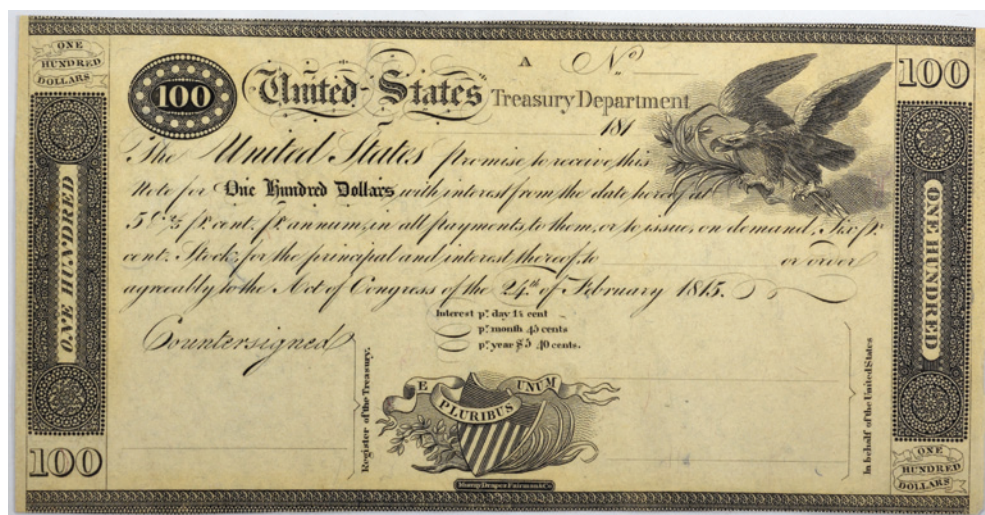 ONE
HUNDRED
DOLLARS
100
United States
A
No
Treasury Department
100
181
The United States promise to receive this
Note for One Hundred Dollars with interest from the date hereof at
5 2/5 pr. cent. pr. annum, in all payments to them, or to issue, on demand, Six pr.
cent. Stock, for the principal and interest thereof, to or order
agreeably to the Act of Congress of the 24th of February 1815.
Interest pr. day 1½ cent
pr. month 45 cents
pr. year $5 40 cents.
Countersigned
Register of the Treasury.
E PLURIBUS UNUM
In behalf of the United States
ONE HUNDRED
ONE HUNDRED
100
Murray Draper Fairman & Co
ONE
HUNDRED
DOLLARS